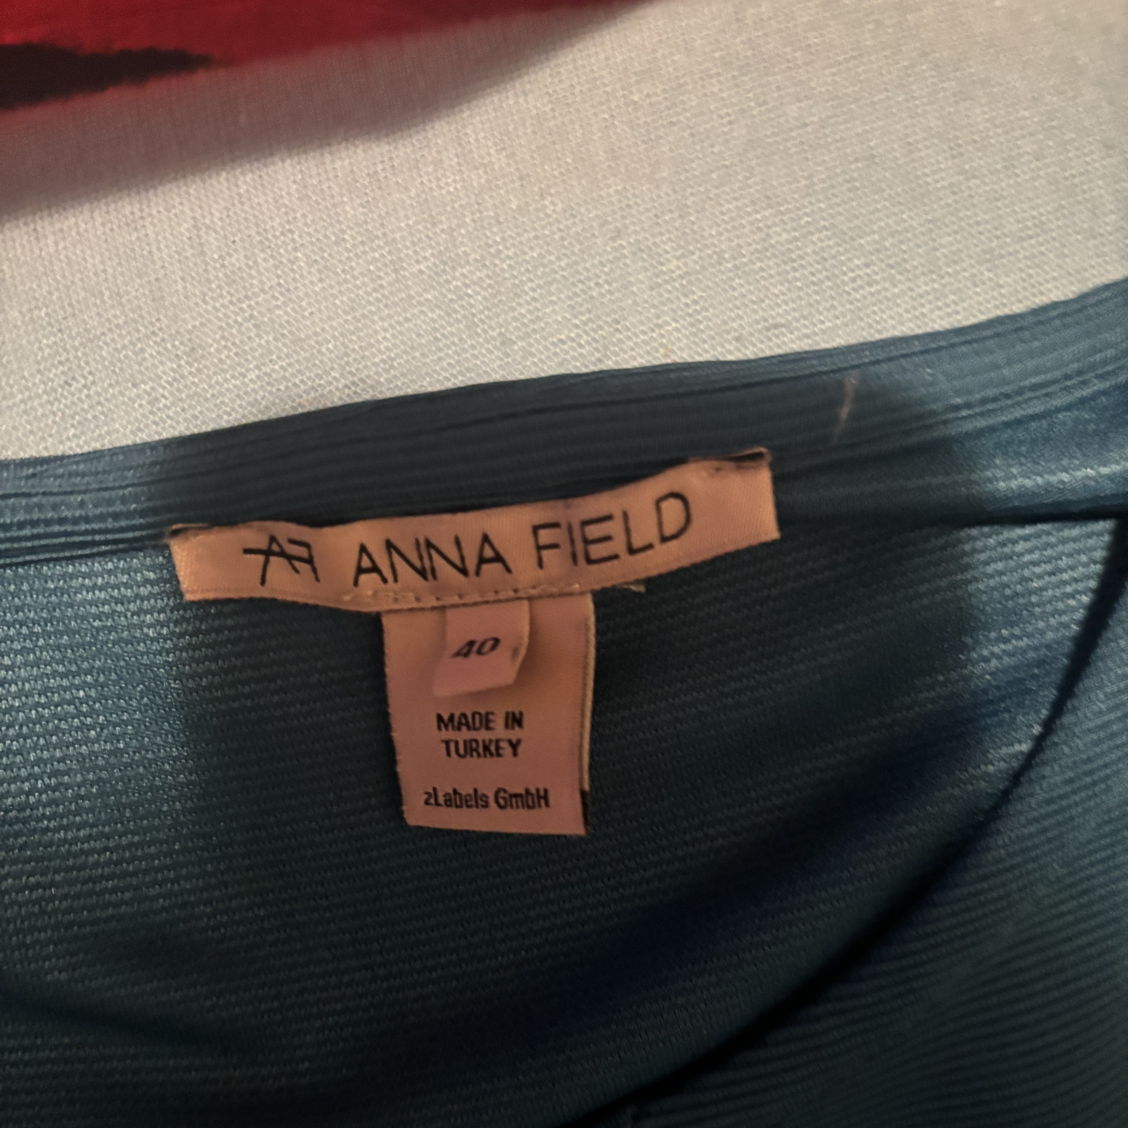 AF ANNA FIELD
40
MADE IN
TURKEY
zLabels GmbH